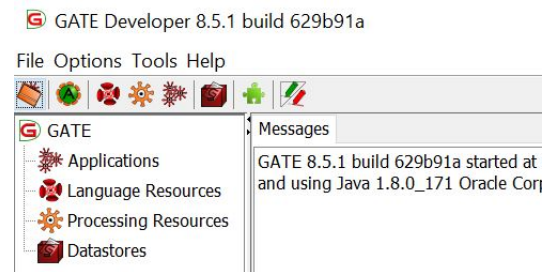 GATE Developer 8.5.1 build 629b91a
File Options Tools Help
GATE
Applications
Language Resources
Processing Resources
Datastores
Messages
GATE 8.5.1 build 629b91a started at
and using Java 1.8.0_171 Oracle Corp